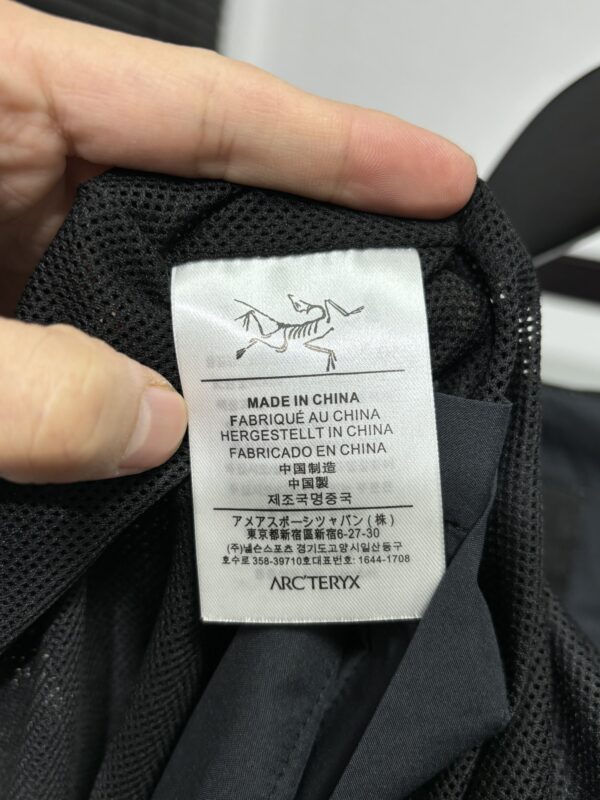 MADE IN CHINA
FABRIQUÉ AU CHINA
HERGESTELLT IN CHINA
FABRICADO EN CHINA
中国制造
中国製
제조국명중국
アメアスポーシツャバン(株)
東京都新宿區新宿6-27-30
(주)넬슨스포츠 경기도고양시일산동구
호수로 358-39710호대표번호: 1644-1708
ARC'TERYX